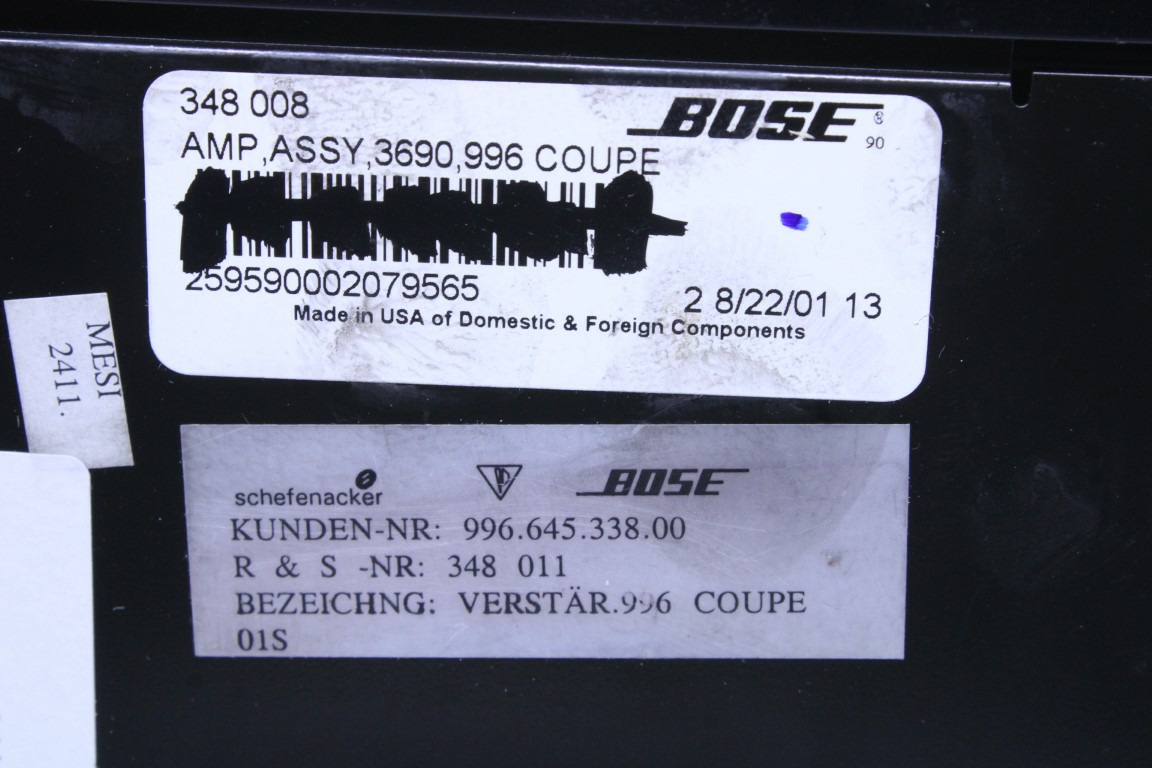 348 008
BOSE ®
90
AMP,ASSY,3690,996 COUPE
259590002079565
2 8/22/01 13
Made in USA of Domestic & Foreign Components
MESI
2411.
schefenacker
BOSE
KUNDEN-NR: 996.645.338.00
R & S -NR: 348 011
BEZEICHNG: VERSTÄR.996 COUPE
01S